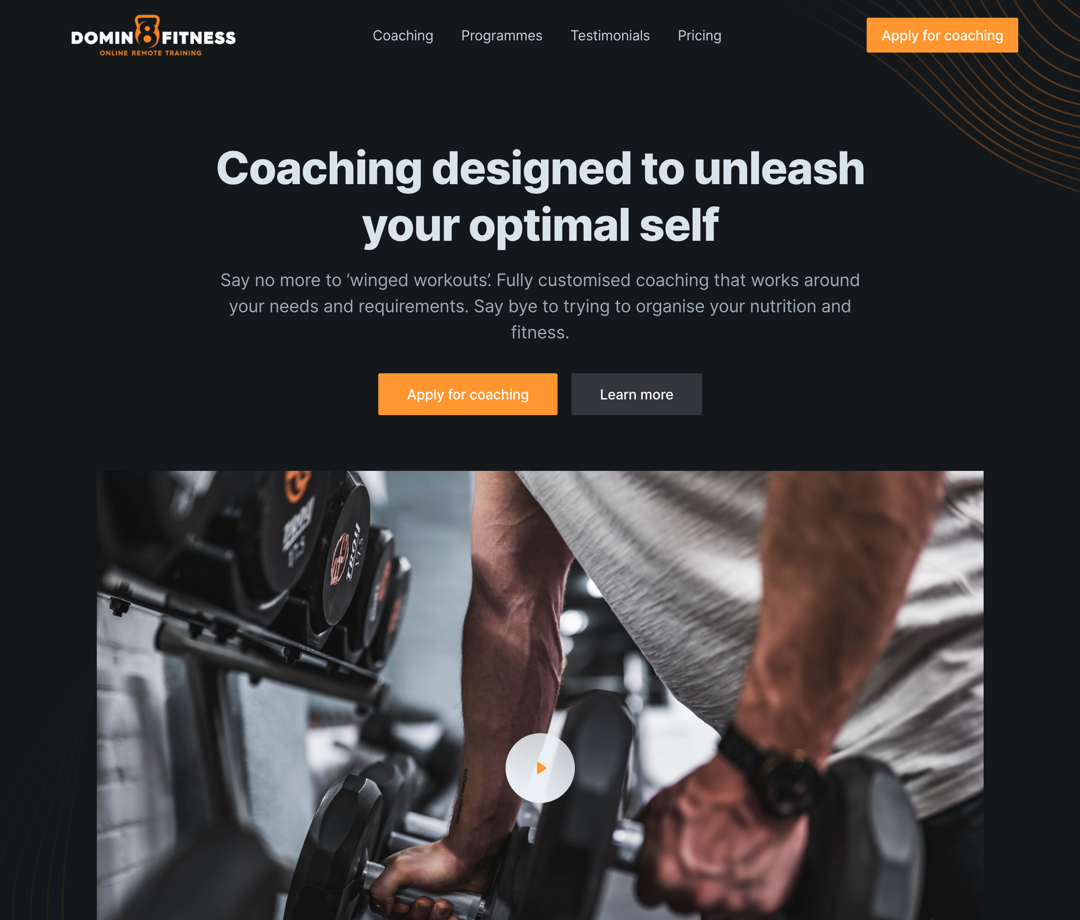 DOMIN8FITNESS
ONLINE REMOTE TRAINING
Coaching
Programmes
Testimonials
Pricing
Apply for coaching
Coaching designed to unleash
your optimal self
Say no more to ‘winged workouts’. Fully customised coaching that works around
your needs and requirements. Say bye to trying to organise your nutrition and
fitness.
Apply for coaching
Learn more